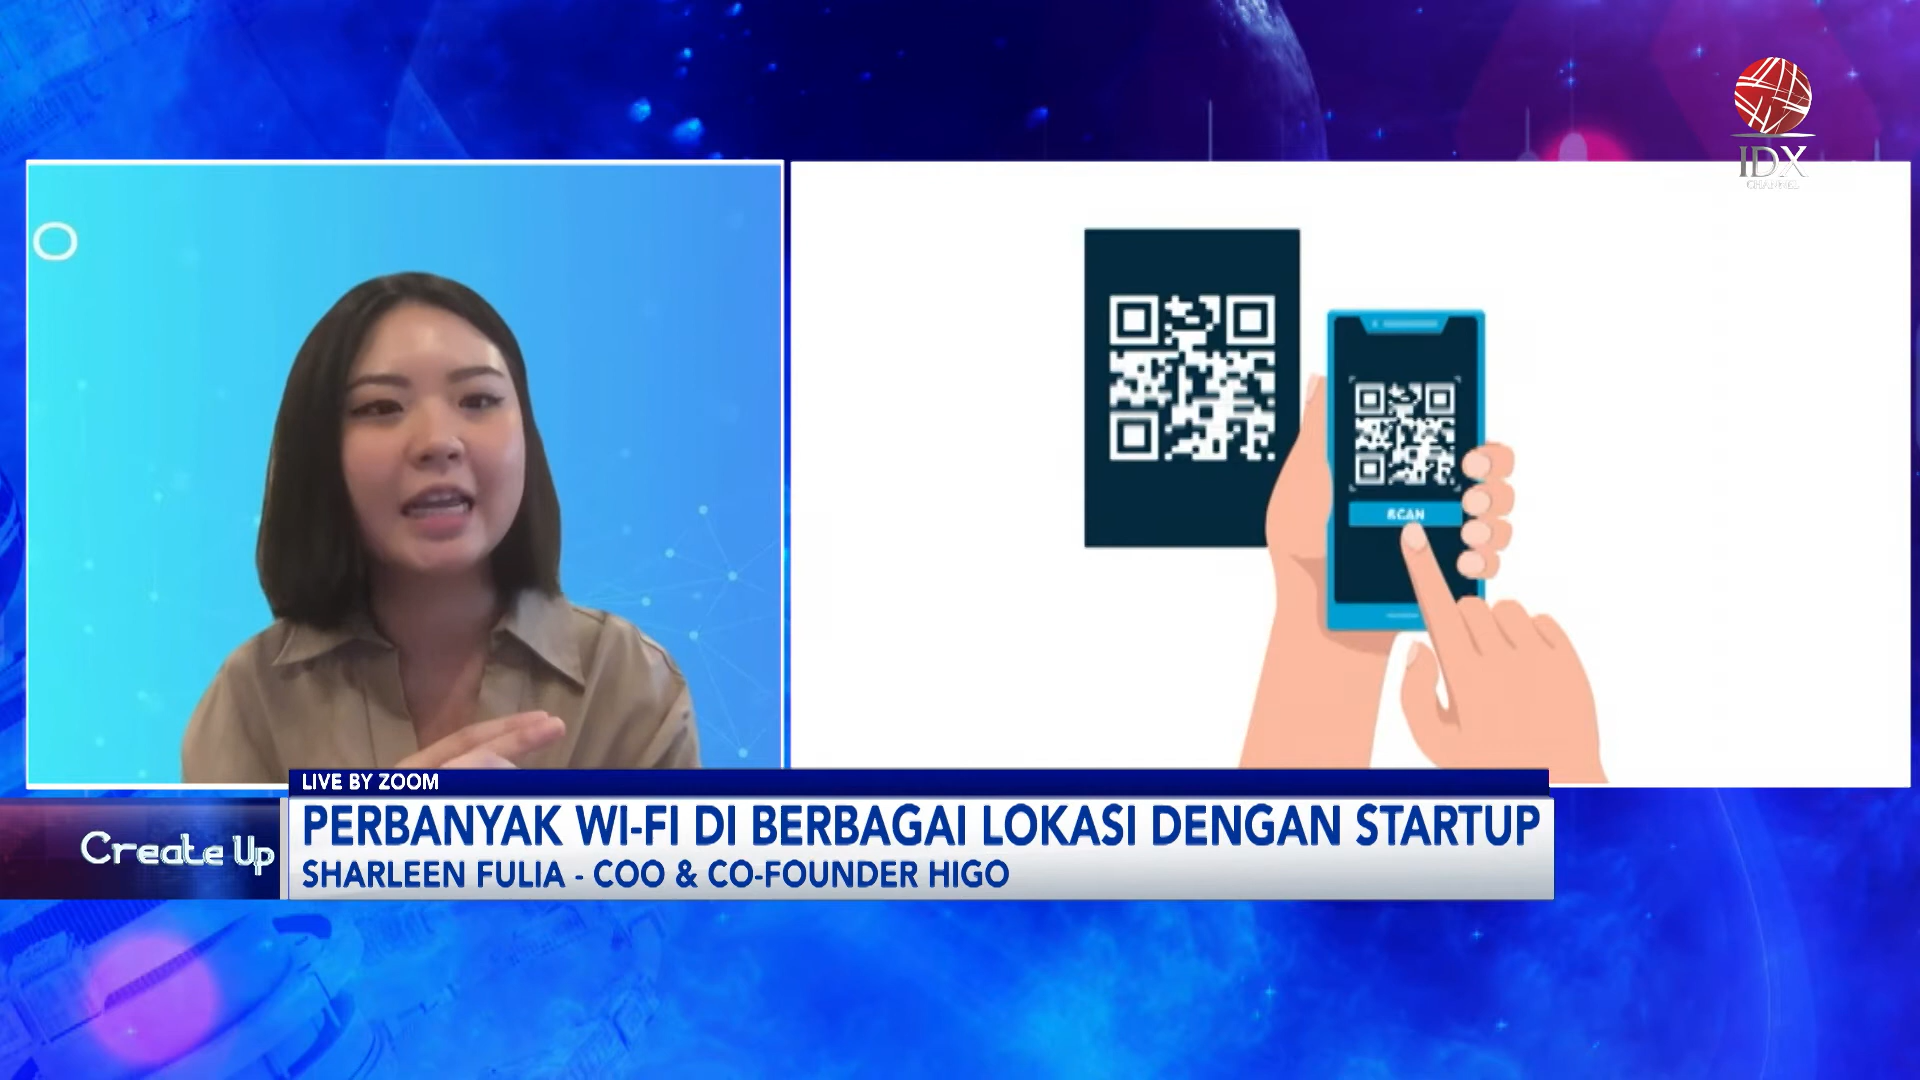 IDX
CHANNEL
O
SCAN
LIVE BY ZOOM
Create Up
PERBANYAK WI-FI DI BERBAGAI LOKASI DENGAN STARTUP
SHARLEEN FULIA - COO & CO-FOUNDER HIGO